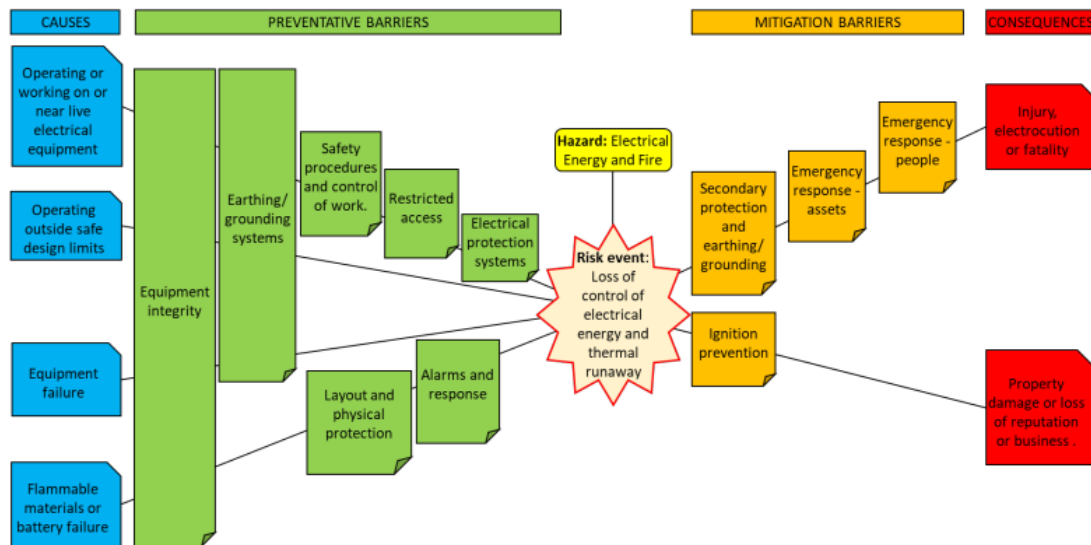 CAUSES
PREVENTATIVE BARRIERS
MITIGATION BARRIERS
CONSEQUENCES
Operating or
working on or
near live
electrical
equipment
Operating
outside safe
design limits
Equipment
failure
Flammable
materials or
battery failure
Equipment
integrity
Earthing/
grounding
systems
Safety
procedures
and control
of work.
Restricted
access
Electrical
protection
systems
Layout and
physical
protection
Alarms and
response
Hazard: Electrical
Energy and Fire
Risk event:
Loss of
control of
electrical
energy and
thermal
runaway
Secondary
protection
and
earthing/
grounding
Emergency
response -
assets
Emergency
response -
people
Ignition
prevention
Injury,
electrocution
or fatality
Property
damage or loss
of reputation
or business .